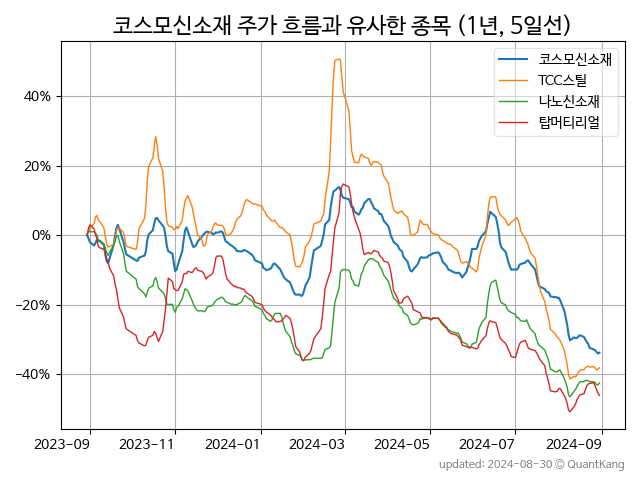 코스모신소재 주가 흐름과 유사한 종목 (1년, 5일선)
코스모신소재
TCC스틸
나노신소재
탑머티리얼
40%
20%
0%
−20%
−40%
2023-09 2023-11 2024-01 2024-03 2024-05 2024-07 2024-09
updated: 2024-08-30 © QuantKang